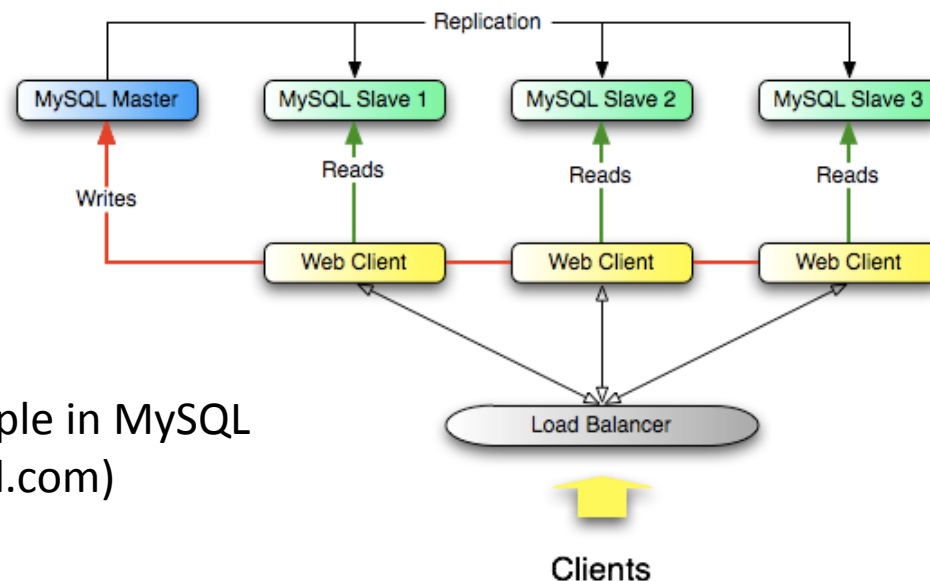 Replication
MySQL Master
MySQL Slave 1
MySQL Slave 2
MySQL Slave 3
Writes
Reads
Reads
Reads
Web Client
Web Client
Web Client
Load Balancer
in MySQL
.com)
Clients